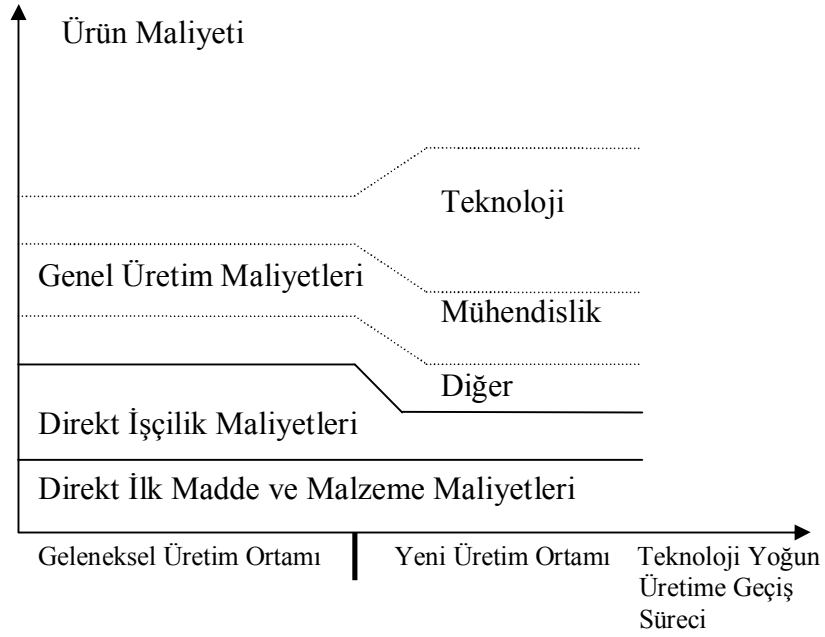 Ürün Maliyeti
Teknoloji
Genel Üretim Maliyetleri
Mühendislik
Diğer
Direkt İşçilik Maliyetleri
Direkt İlk Madde ve Malzeme Maliyetleri
Geleneksel Üretim Ortamı
Yeni Üretim Ortamı
Teknoloji Yoğun
Üretime Geçiş
Süreci